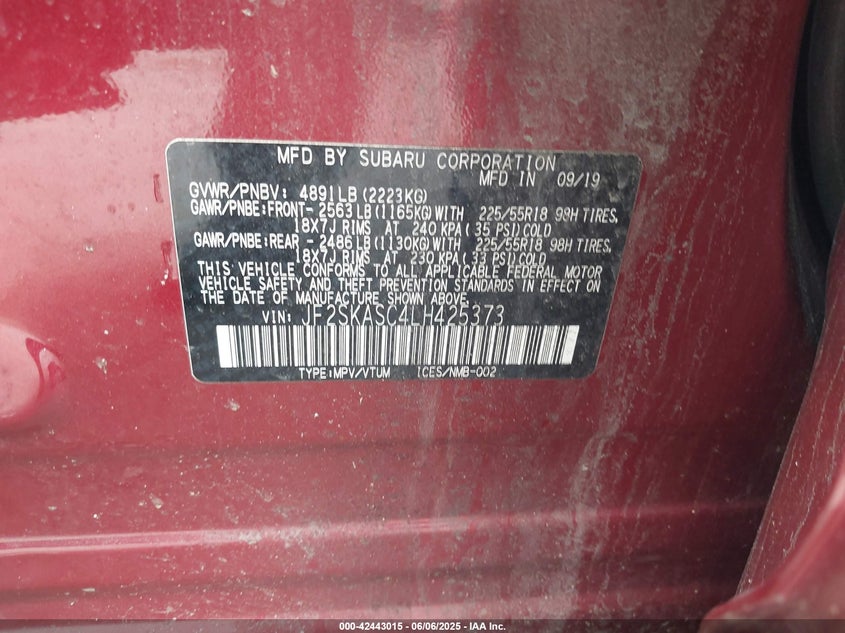 MFD BY SUBARU CORPORATION
MFD IN 09/19
GVWR/PNBV: 4891LB (2223KG)
GAWR/PNBE:FRONT- 2563LB(1165KG)WITH 225/55R18 98H TIRES,
18X7J RIMS AT 240 KPA(35 PSI)COLD
GAWR/PNBE:REAR - 2486LB(1130KG)WITH 225/55R18 98H TIRES,
18X7J RIMS AT 230 KPA(33 PSI)COLD
THIS VEHICLE CONFORMS TO ALL APPLICABLE FEDERAL MOTOR
VEHICLE SAFETY AND THEFT PREVENTION STANDARDS IN EFFECT ON
THE DATE OF MANUFACTURE SHOWN ABOVE.
VIN: JF2SKASC4LH425373
TYPE:MPV/VTUM ICES/NMB-002
000-42443015 - 06/06/2025 - IAA Inc.